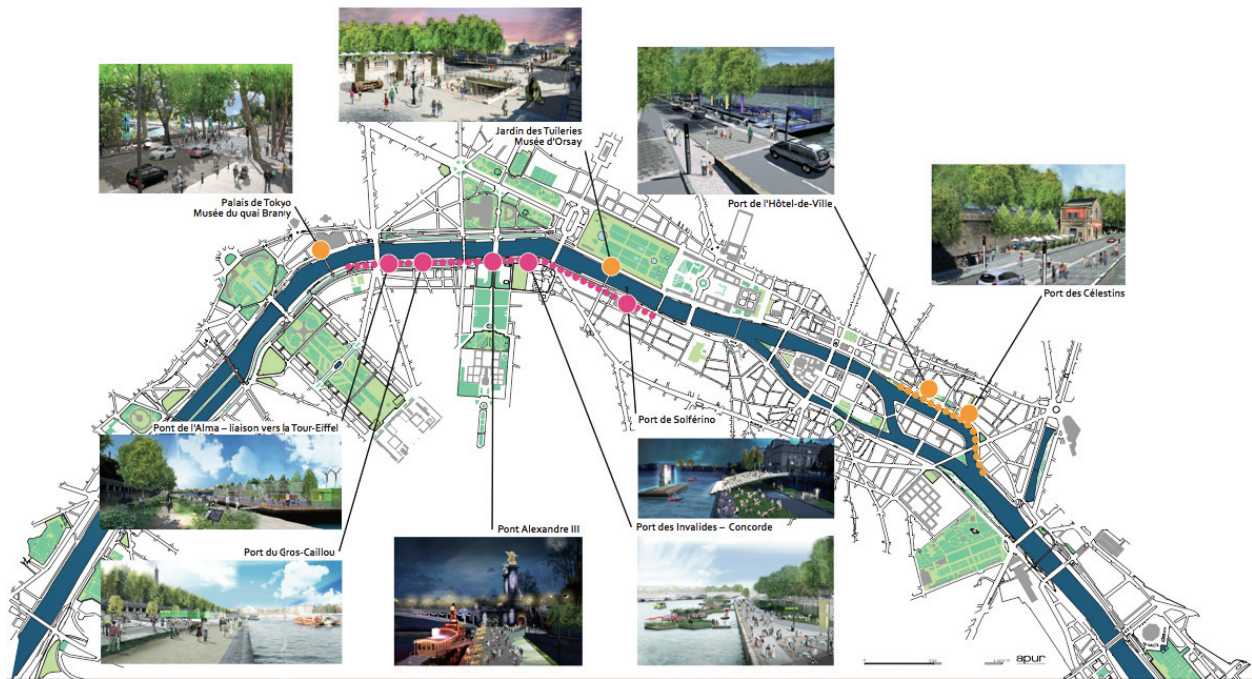 Jardin des Tuileries
Musée d'Orsay
Palais de Tokyo
Musée du quai Branly
Port de l'Hôtel-de-Ville
Port des Célestins
Pont de l'Alma – liaison vers la Tour-Eiffel
Port de Solférino
Port du Gros-Caillou
Pont Alexandre III
Port des Invalides – Concorde
apur